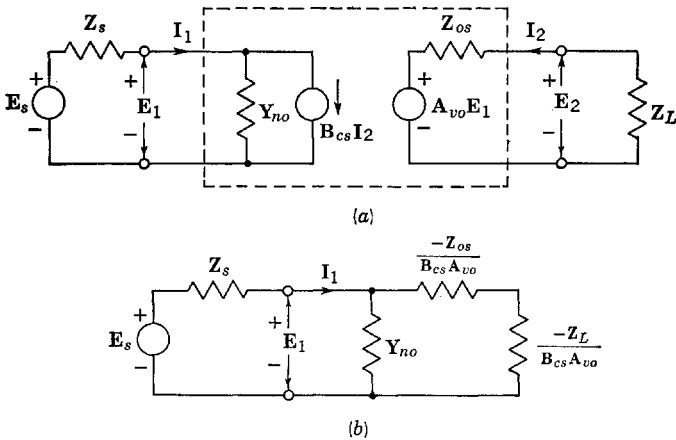 Z_s I_1 Z_os I_2
+ + + +
E_s E_1 Y_no B_cs I_2 A_vo E_1 E_2 Z_L
- - - -
(a)
Z_s I_1 -Z_os / B_cs A_vo
+ +
E_s E_1 Y_no -Z_L / B_cs A_vo
- -
(b)